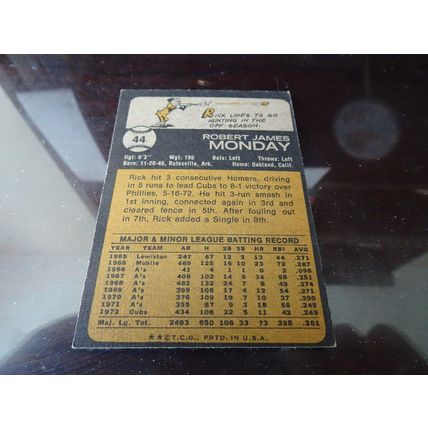 44
RICK LIKES TO GO
HUNTING IN THE
OFF-SEASON.
ROBERT JAMES
MONDAY
Hgt: 6'3" Wgt: 195 Bats: Left Throws: Left
Born: 11-20-45, Batesville, Ark. Home: Oakland, Calif.
Rick hit 3 consecutive Homers, driving
in 5 runs to lead Cubs to 8-1 victory over
Phillies, 5-16-72. He hit 3-run smash in
1st inning, connected again in 3rd and
cleared fence in 5th. After fouling out
in 7th, Rick added a Single in 9th.
MAJOR & MINOR LEAGUE BATTING RECORD
YEAR TEAM AB H 2B 3B HR RBI AVG
1965 Lewiston 247 67 12 2 13 44 .271
1966 Mobile 469 125 16 10 23 72 .267
1966 A's 41 4 1 1 0 2 .098
1967 A's 406 102 14 6 14 58 .251
1968 A's 482 132 24 7 8 49 .274
1969 A's 399 108 17 4 12 54 .271
1970 A's 376 109 19 7 10 37 .290
1971 A's 355 87 9 3 18 56 .245
1972 Cubs 434 108 22 5 11 42 .249
Maj. Lg. Tot. 2493 650 106 33 73 298 .261
★★©T.C.G., PRTD. IN U.S.A.